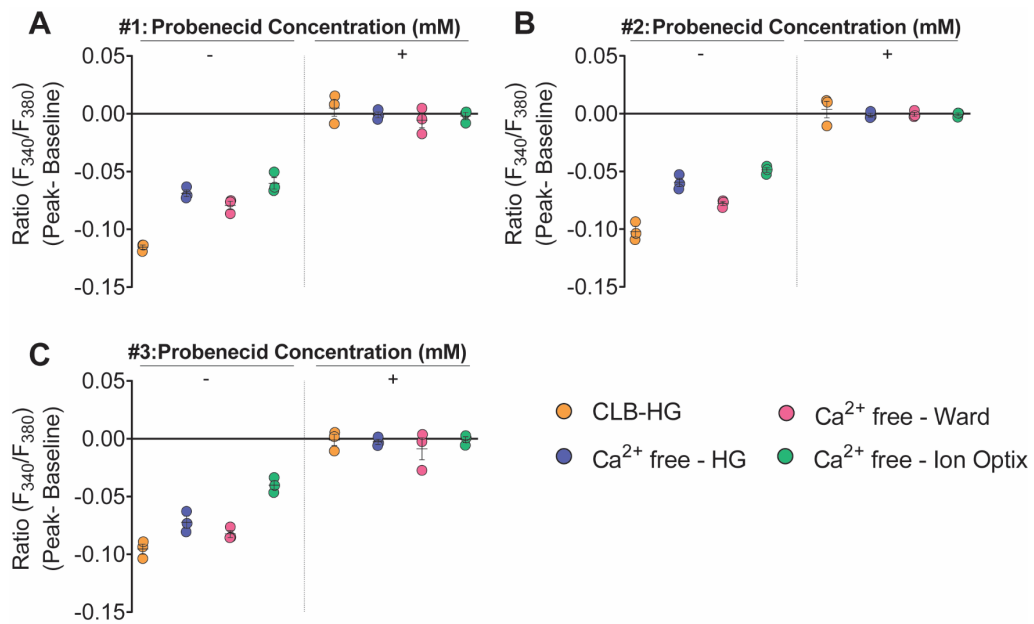 A
#1: Probenecid Concentration (mM)
- +
Ratio (F340/F380)
(Peak- Baseline)
0.05
0.00
-0.05
-0.10
-0.15
B
#2: Probenecid Concentration (mM)
- +
Ratio (F340/F380)
(Peak- Baseline)
0.05
0.00
-0.05
-0.10
-0.15
C
#3:Probenecid Concentration (mM)
- +
Ratio (F340/F380)
(Peak- Baseline)
0.05
0.00
-0.05
-0.10
-0.15
CLB-HG
Ca2+ free - HG
Ca2+ free - Ward
Ca2+ free - Ion Optix